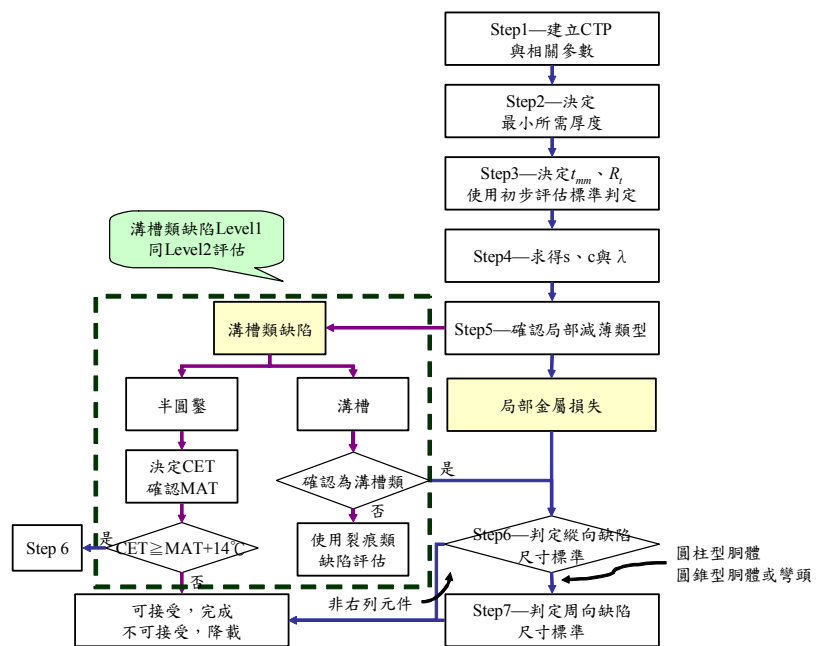 Step1—建立CTP
與相關參數
Step2—決定
最小所需厚度
Step3—決定tmm、Rt
使用初步評估標準判定
溝槽類缺陷Level1
同Level2評估
Step4—求得s、c與λ
溝槽類缺陷
Step5—確認局部減薄類型
半圓鑿
溝槽
局部金屬損失
決定CET
確認MAT
確認為溝槽類
是
否
Step 6
是
CET≧MAT+14℃
使用裂痕類
缺陷評估
Step6—判定縱向缺陷
尺寸標準
圓柱型胴體
圓錐型胴體或彎頭
否
非右列元件
可接受，完成
不可接受，降載
Step7—判定周向缺陷
尺寸標準